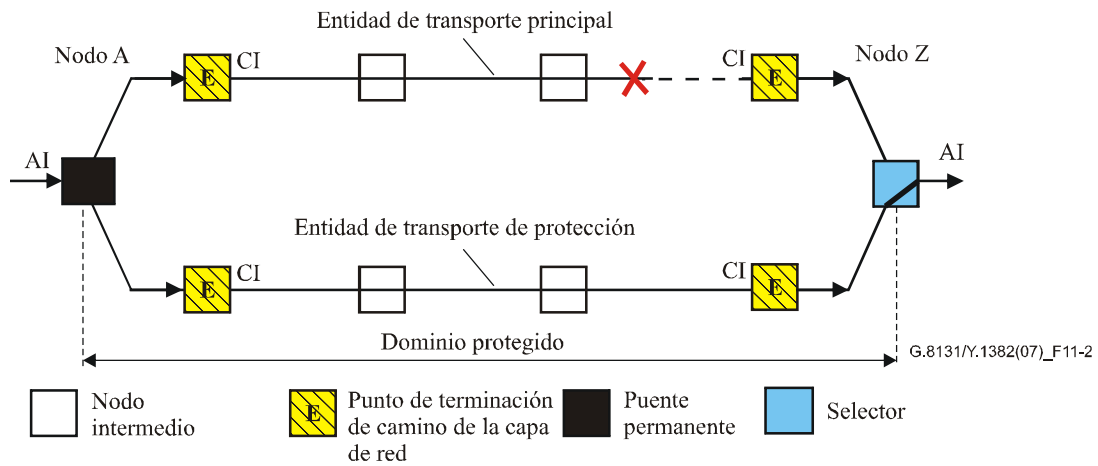 Entidad de transporte principal
Nodo A
CI
CI
Nodo Z
E
E
AI
AI
Entidad de transporte de protección
CI
CI
E
E
Dominio protegido
G.8131/Y.1382(07)_F11-2
Nodo
intermedio
E
Punto de terminación
de camino de la capa
de red
Puente
permanente
Selector